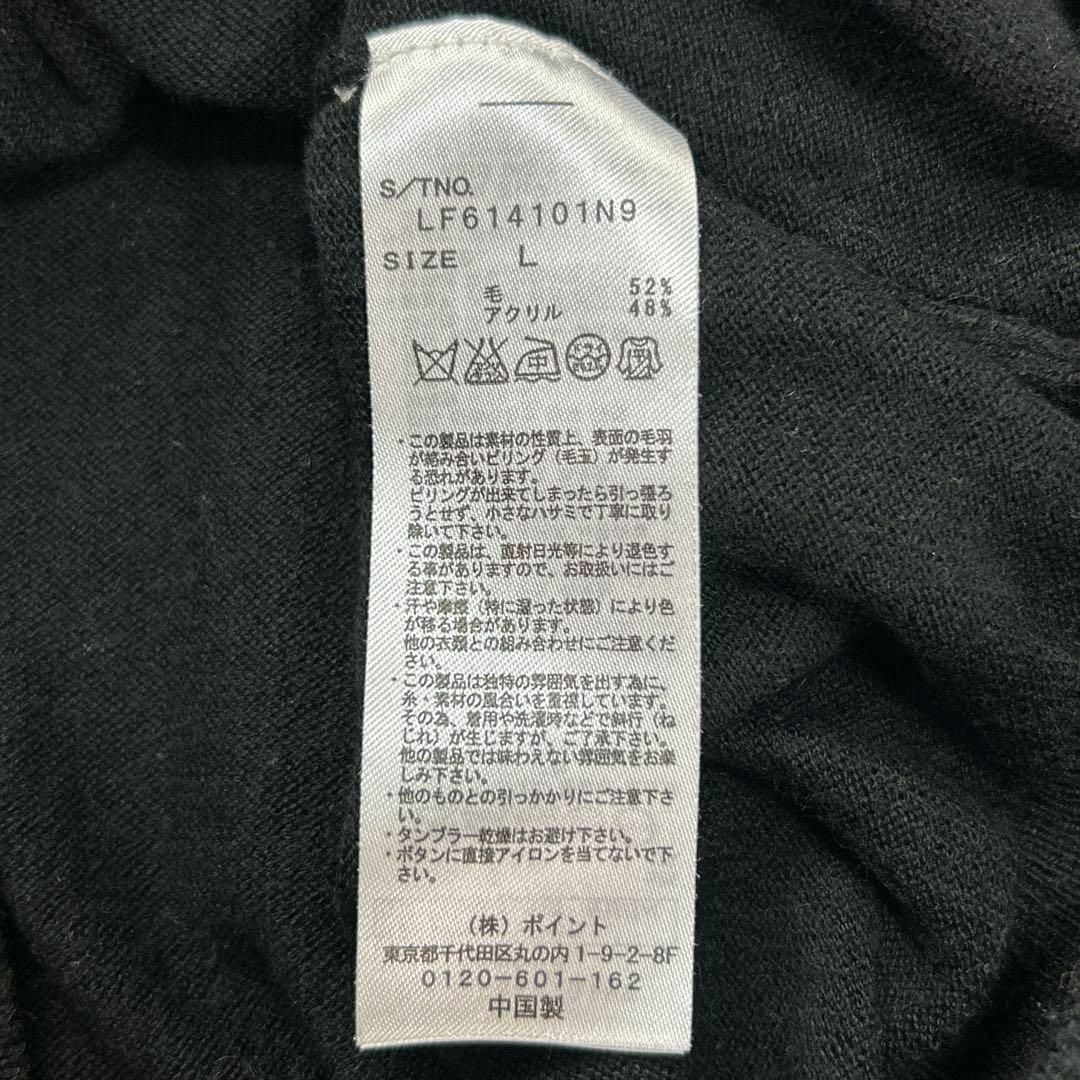 S/TNO.
LF614101N9
SIZE L
毛 52%
アクリル 48%
・この製品は素材の性質上、表面の毛羽
が絡み合いピリング（毛玉）が発生す
る恐れがあります。
ピリングが出来てしまったら引っ張ろ
うとせず、小さなハサミで丁寧に取り
除いて下さい。
・この製品は、直射日光等により退色す
る事がありますので、お取扱いにはご
注意下さい。
・汗や摩擦（特に湿った状態）により色
が移る場合があります。
他の衣類との組み合わせにご注意くだ
さい。
・この製品は独特の雰囲気を出す為に、
糸・素材の風合いを重視しています。
その為、着用や洗濯時などで斜行（ね
じれ）が生じますが、ご了承下さい。
他の製品では味わえない雰囲気をお楽
しみ下さい。
・他のものとの引っかかりにご注意下さ
い。
・タンブラー乾燥はお避け下さい。
・ボタンに直接アイロンを当てないで下
さい。
（株）ポイント
東京都千代田区丸の内1-9-2-8F
0120-601-162
中国製